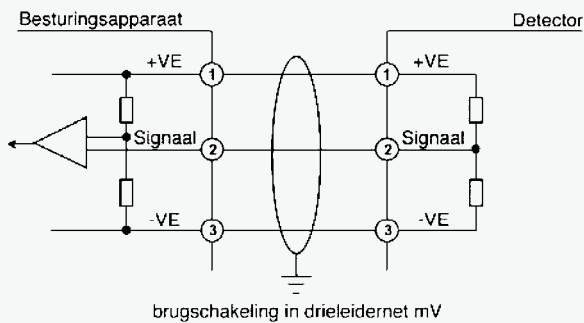 Besturingsapparaat
Detector
+VE 1 1 +VE
Signaal 2 2 Signaal
-VE 3 3 -VE
brugschakeling in drieleidernet mV